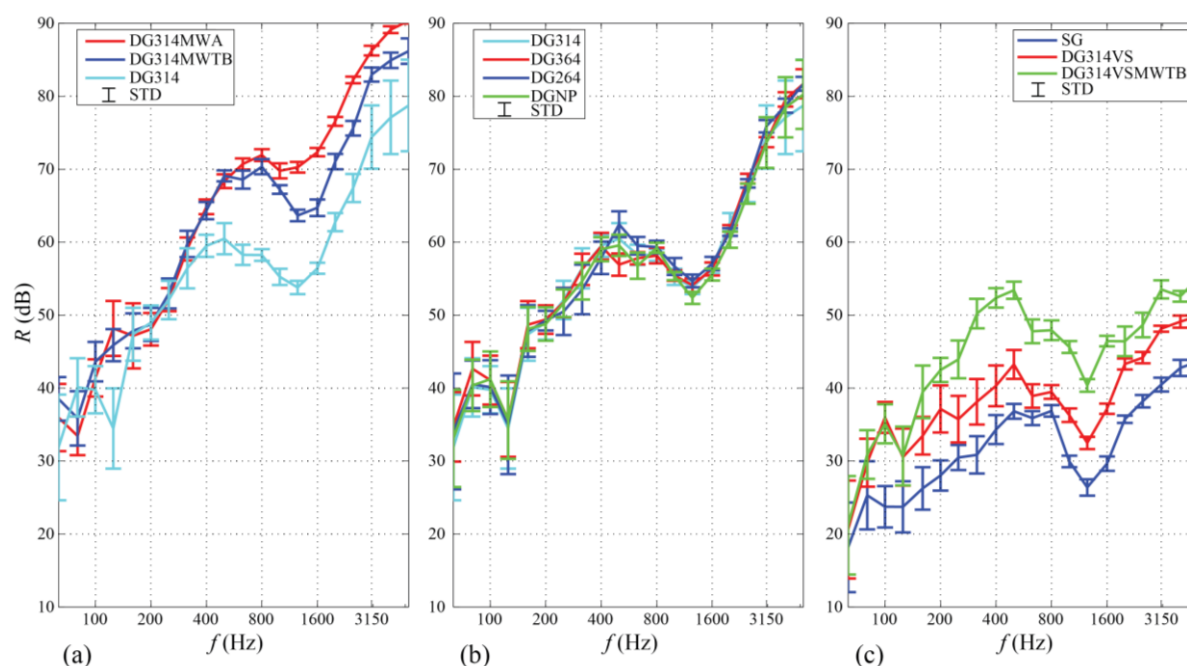 90
80
70
60
50
40
30
20
10
R (dB)
DG314MWA
DG314MWTB
DG314
STD
100 200 400 800 1600 3150
f (Hz)
(a)
90
80
70
60
50
40
30
20
10
DG314
DG364
DG264
DGNP
STD
100 200 400 800 1600 3150
f (Hz)
(b)
90
80
70
60
50
40
30
20
10
SG
DG314VS
DG314VSMWTB
STD
100 200 400 800 1600 3150
f (Hz)
(c)